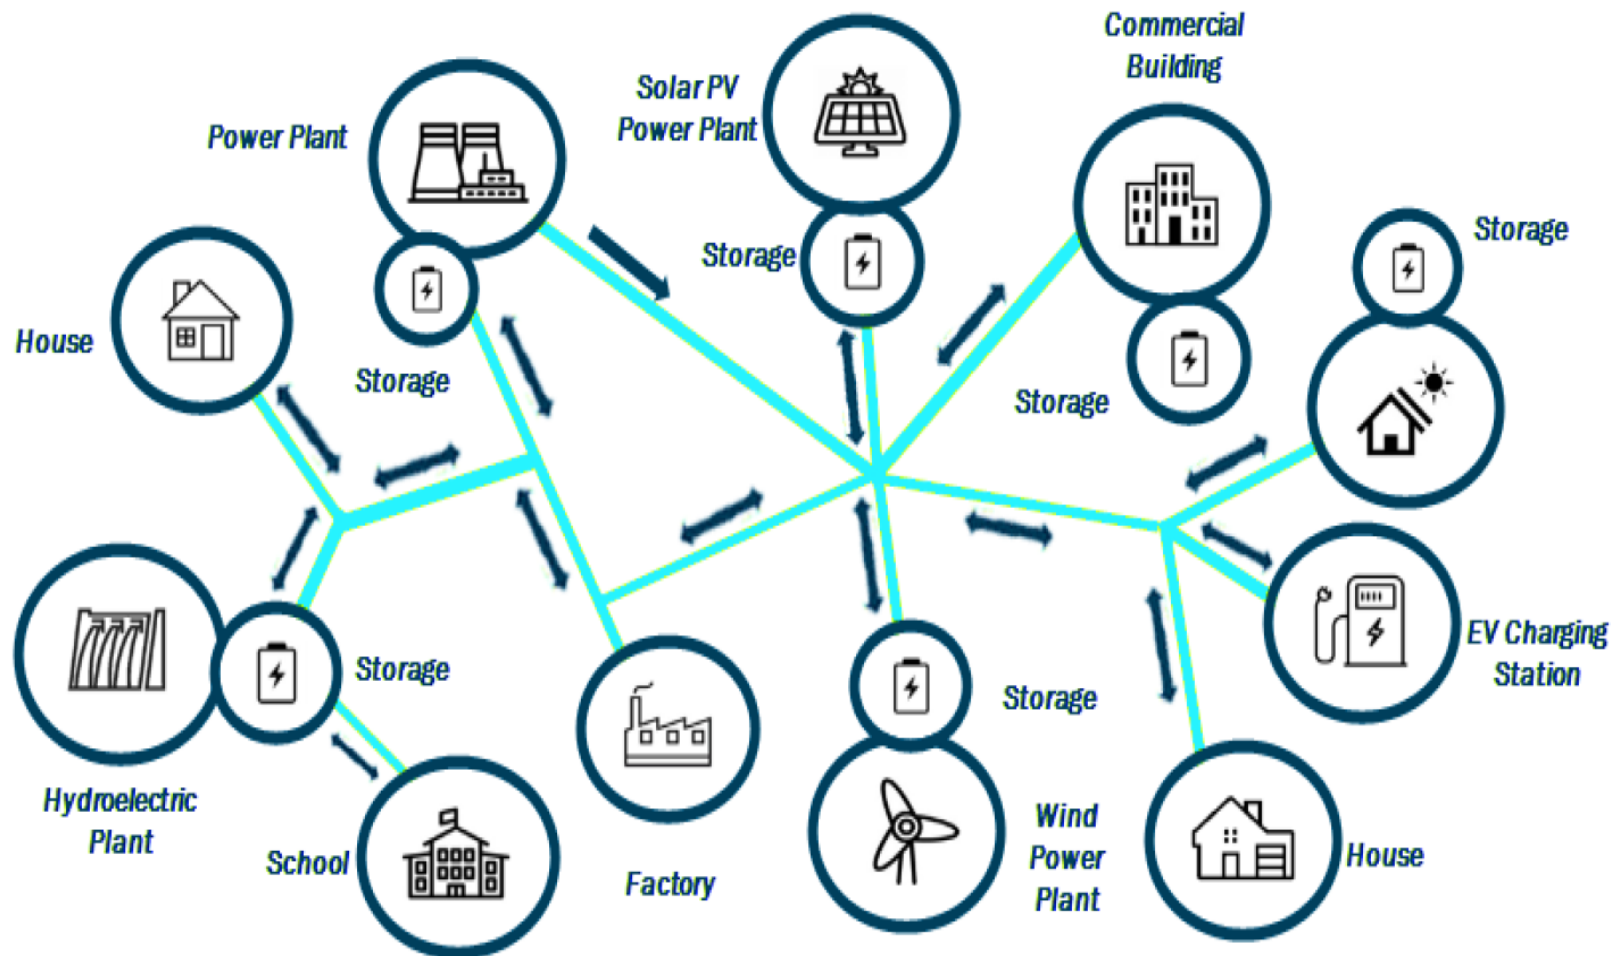 Commercial
Building
Solar PV
Power Plant
Power Plant
Storage
Storage
House
Storage
Storage
EV Charging
Station
Storage
Storage
Hydroelectric
Plant
Wind
Power
Plant
School
Factory
House